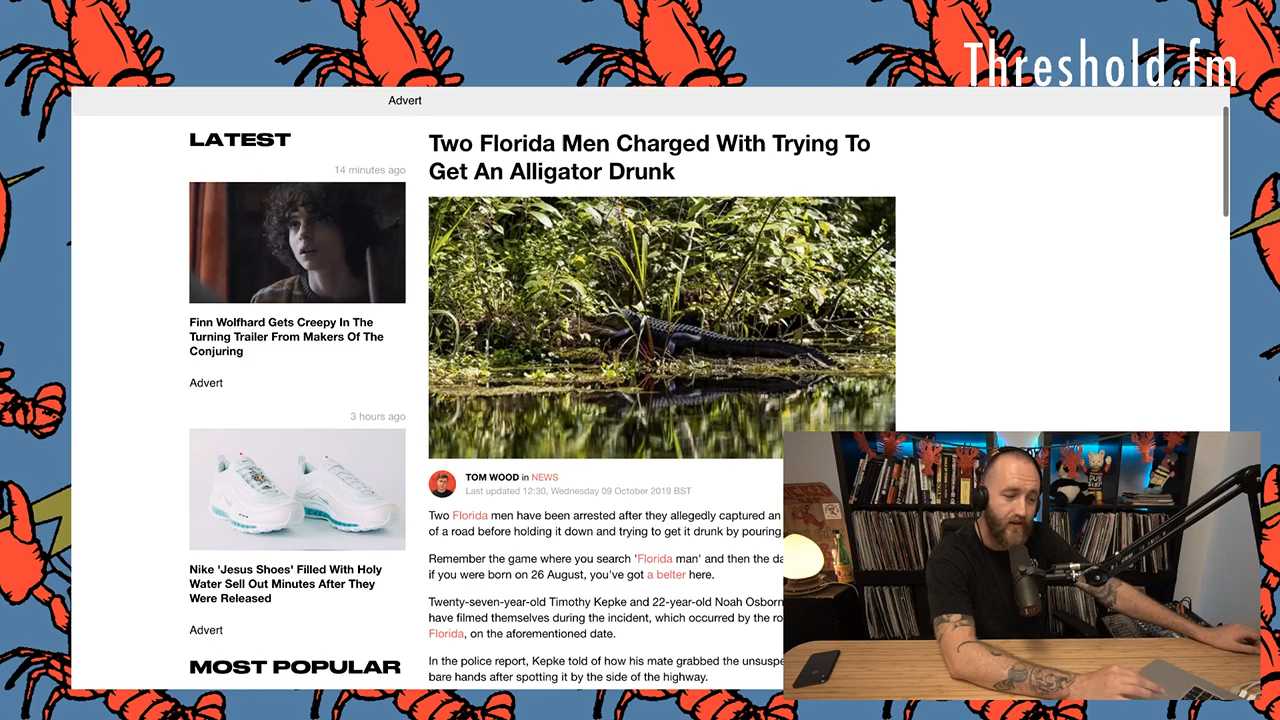 Threshold.fm
Advert
LATEST
14 minutes ago
Finn Wolfhard Gets Creepy In The
Turning Trailer From Makers Of The
Conjuring
Advert
3 hours ago
Nike 'Jesus Shoes' Filled With Holy
Water Sell Out Minutes After They
Were Released
Advert
MOST POPULAR
Two Florida Men Charged With Trying To
Get An Alligator Drunk
TOM WOOD in NEWS
Last updated 12:30, Wednesday 09 October 2019 BST
Two Florida men have been arrested after they allegedly captured an
of a road before holding it down and trying to get it drunk by pouring
Remember the game where you search 'Florida man' and then the da
if you were born on 26 August, you've got a belter here.
Twenty-seven-year-old Timothy Kepke and 22-year-old Noah Osborn
have filmed themselves during the incident, which occurred by the ro
Florida, on the aforementioned date.
In the police report, Kepke told of how his mate grabbed the unsuspe
bare hands after spotting it by the side of the highway.